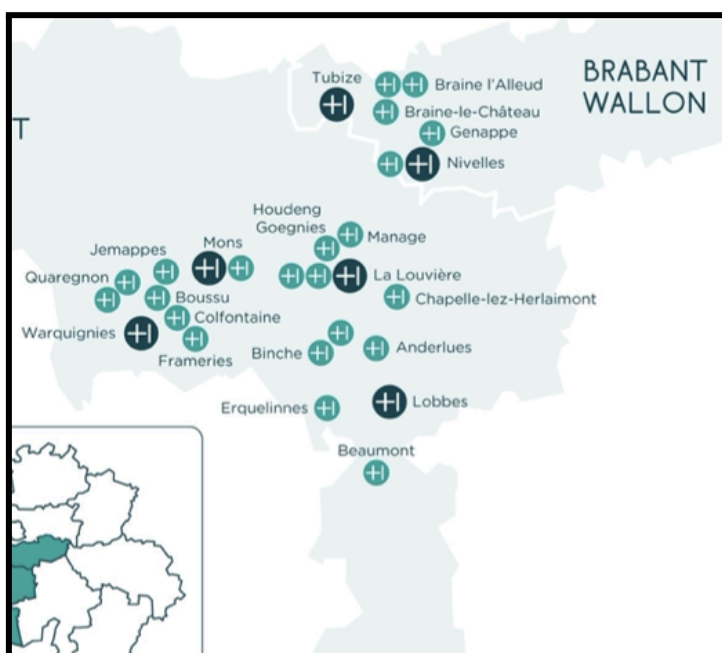 Tubize
Braine l'Alleud
BRABANT
WALLON
Braine-le-Château
T
Genappe
Nivelles
Houdeng
Goegnies
Manage
Mons
Jemappes
La Louvière
Quaregnon
Boussu
Chapelle-lez-Herlaimont
Colfontaine
Warquignies
Frameries
Binche
Anderlues
Erquelinnes
Lobbes
Beaumont